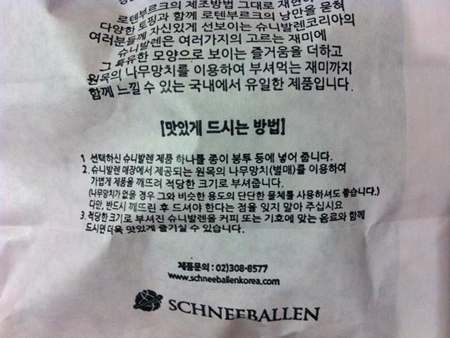 로텐부르크의 제조방법 그대로 재현
다양한 토핑과 함께 로텐부르크의 낭만을 묻혀
여러분들께 자신있게 선보이는 슈니발렌코리아의
슈니발렌은 여러가지의 고르는 재미에
그 특유한 모양으로 보이는 즐거움을 더하고
원목의 나무망치를 이용하여 부셔먹는 재미까지
함께 느낄 수 있는 국내에서 유일한 제품입니다.
[맛있게 드시는 방법]
1 선택하신 슈니발렌 제품 하나를 종이 봉투 등에 넣어 줍니다.
2. 슈니발렌 매장에서 제공되는 원목의 나무망치(벌매)를 이용하여
가볍게 제품을 깨뜨려 적당한 크기로 부셔줍니다.
(나무망치가 없을 경우 그와 비슷한 용도의 단단한 물체를 사용하셔도 좋습니다.)
다만, 반드시 깨뜨린 후 드셔야 한다는 점을 잊지 말아 주십시요
3. 적당한 크기로 부셔진 슈니발렌을 커피 또는 기호에 맞는 음료와 함께
드시면 더욱 맛있게 즐기실 수 있습니다.
제품문의 : 02)308-8577
www.schneeballenkorea.com
SCHNEEBALLEN